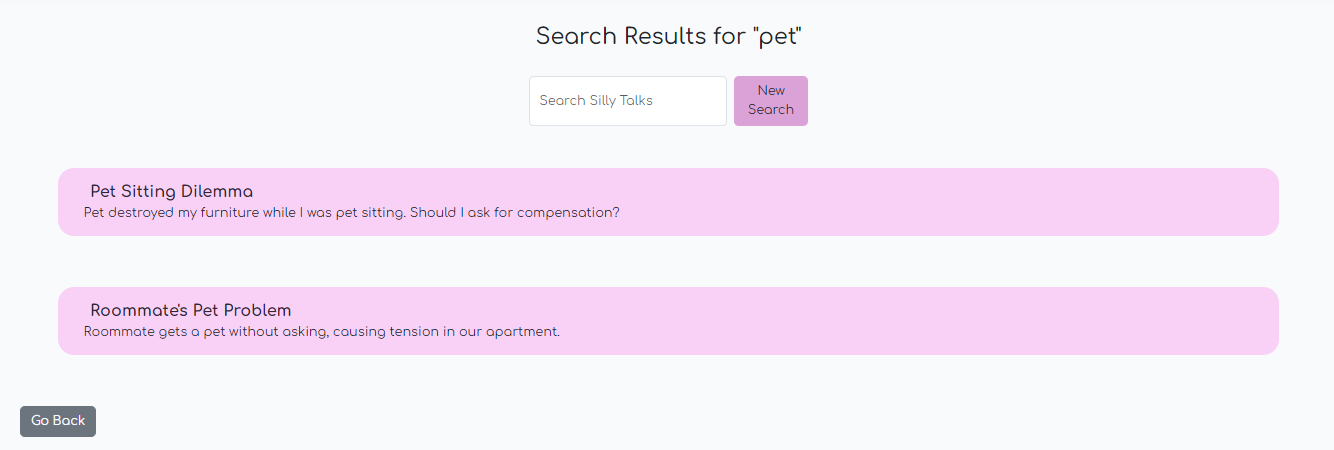 Search Results for "pet"
Search Silly Talks
New
Search
Pet Sitting Dilemma
Pet destroyed my furniture while I was pet sitting. Should I ask for compensation?
Roommate's Pet Problem
Roommate gets a pet without asking, causing tension in our apartment.
Go Back